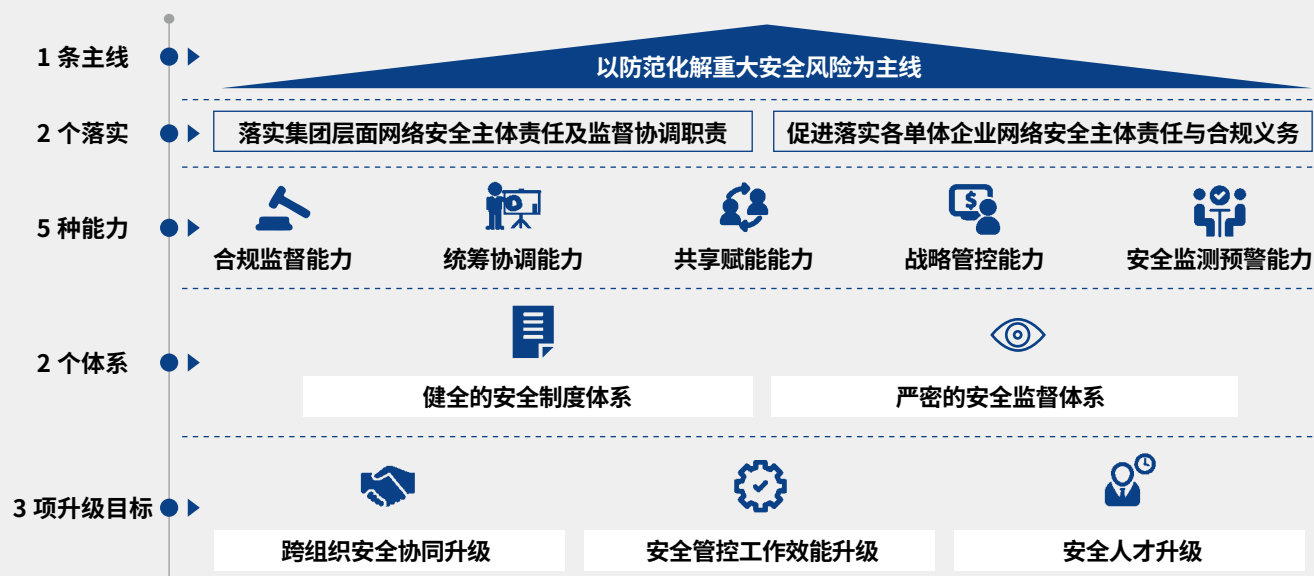 1 条主线
以防范化解重大安全风险为主线
2 个落实
落实集团层面网络安全主体责任及监督协调职责
促进落实各单体企业网络安全主体责任与合规义务
5 种能力
合规监督能力
统筹协调能力
共享赋能能力
战略管控能力
安全监测预警能力
2 个体系
健全的安全制度体系
严密的安全监督体系
3 项升级目标
跨组织安全协同升级
安全管控工作效能升级
安全人才升级